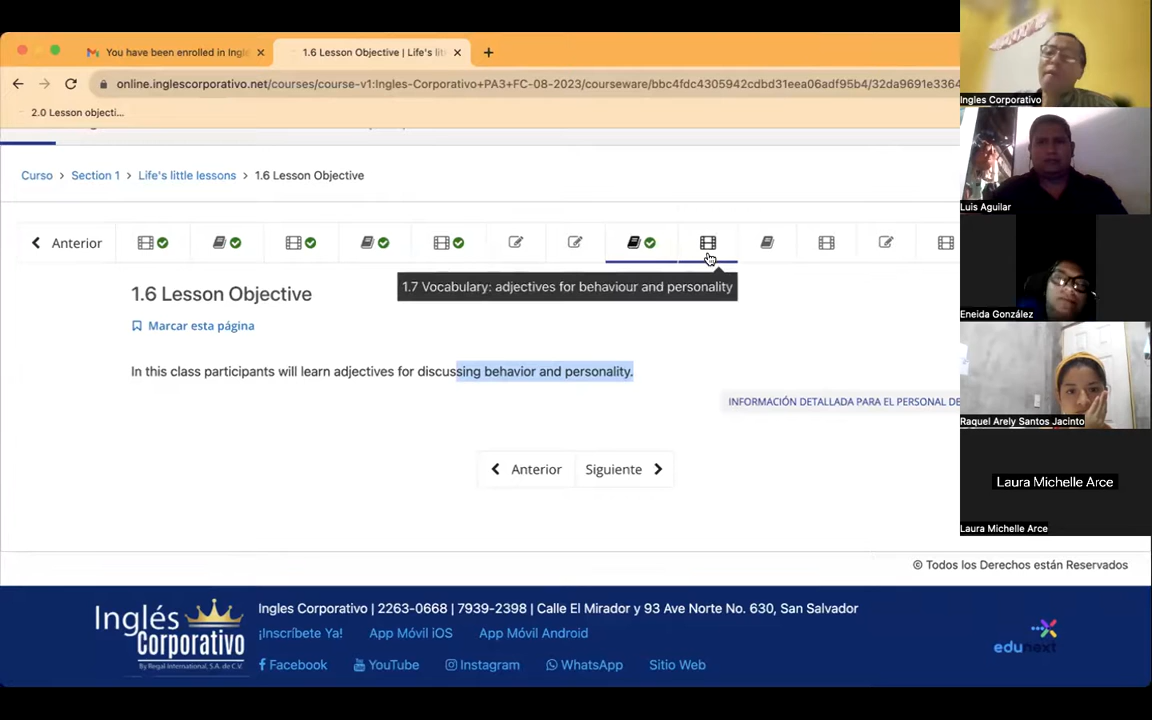 You have been enrolled in Ingl
1.6 Lesson Objective | Life's lit
online.inglescorporativo.net/courses/course-v1:Ingles-Corporativo+PA3+FC-08-2023/courseware/bbc4fdc4305942cdbd31eea06adf95b4/32da9691e3364
2.0 Lesson objecti...
Curso > Section 1 > Life's little lessons > 1.6 Lesson Objective
Anterior
1.7 Vocabulary: adjectives for behaviour and personality
1.6 Lesson Objective
Marcar esta página
In this class participants will learn adjectives for discussing behavior and personality.
INFORMACIÓN DETALLADA PARA EL PERSONAL DE
Anterior
Siguiente
© Todos los Derechos están Reservados
Inglés
Corporativo
By Regal International, S.A. de C.V.
Ingles Corporativo | 2263-0668 | 7939-2398 | Calle El Mirador y 93 Ave Norte No. 630, San Salvador
¡Inscríbete Ya! App Móvil iOS App Móvil Android
Facebook YouTube Instagram WhatsApp Sitio Web
edunext
Ingles Corporativo
Luis Aguilar
Eneida González
Raquel Arely Santos Jacinto
Laura Michelle Arce
Laura Michelle Arce